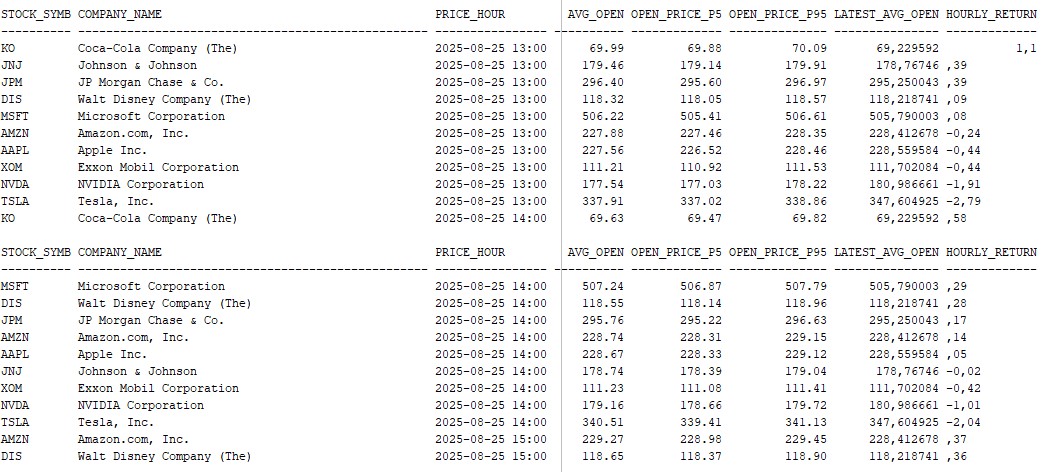 STOCK_SYMB COMPANY_NAME PRICE_HOUR AVG_OPEN OPEN_PRICE_P5 OPEN_PRICE_P95 LATEST_AVG_OPEN HOURLY_RETURN
KO Coca-Cola Company (The) 2025-08-25 13:00 69.99 69.88 70.09 69,229592 1,1
JNJ Johnson & Johnson 2025-08-25 13:00 179.46 179.14 179.91 178,76746 ,39
JPM JP Morgan Chase & Co. 2025-08-25 13:00 296.40 295.60 296.97 295,250043 ,39
DIS Walt Disney Company (The) 2025-08-25 13:00 118.32 118.05 118.57 118,218741 ,09
MSFT Microsoft Corporation 2025-08-25 13:00 506.22 505.41 506.61 505,790003 ,08
AMZN Amazon.com, Inc. 2025-08-25 13:00 227.88 227.46 228.35 228,412678 -0,24
AAPL Apple Inc. 2025-08-25 13:00 227.56 226.52 228.46 228,559584 -0,44
XOM Exxon Mobil Corporation 2025-08-25 13:00 111.21 110.92 111.53 111,702084 -0,44
NVDA NVIDIA Corporation 2025-08-25 13:00 177.54 177.03 178.22 180,986661 -1,91
TSLA Tesla, Inc. 2025-08-25 13:00 337.91 337.02 338.86 347,604925 -2,79
KO Coca-Cola Company (The) 2025-08-25 14:00 69.63 69.47 69.82 69,229592 ,58
STOCK_SYMB COMPANY_NAME PRICE_HOUR AVG_OPEN OPEN_PRICE_P5 OPEN_PRICE_P95 LATEST_AVG_OPEN HOURLY_RETURN
MSFT Microsoft Corporation 2025-08-25 14:00 507.24 506.87 507.79 505,790003 ,29
DIS Walt Disney Company (The) 2025-08-25 14:00 118.55 118.14 118.96 118,218741 ,28
JPM JP Morgan Chase & Co. 2025-08-25 14:00 295.76 295.22 296.63 295,250043 ,17
AMZN Amazon.com, Inc. 2025-08-25 14:00 228.74 228.31 229.15 228,412678 ,14
AAPL Apple Inc. 2025-08-25 14:00 228.67 228.33 229.12 228,559584 ,05
JNJ Johnson & Johnson 2025-08-25 14:00 178.74 178.39 179.04 178,76746 -0,02
XOM Exxon Mobil Corporation 2025-08-25 14:00 111.23 111.08 111.41 111,702084 -0,42
NVDA NVIDIA Corporation 2025-08-25 14:00 179.16 178.66 179.72 180,986661 -1,01
TSLA Tesla, Inc. 2025-08-25 14:00 340.51 339.41 341.13 347,604925 -2,04
AMZN Amazon.com, Inc. 2025-08-25 15:00 229.27 228.98 229.45 228,412678 ,37
DIS Walt Disney Company (The) 2025-08-25 15:00 118.65 118.37 118.90 118,218741 ,36